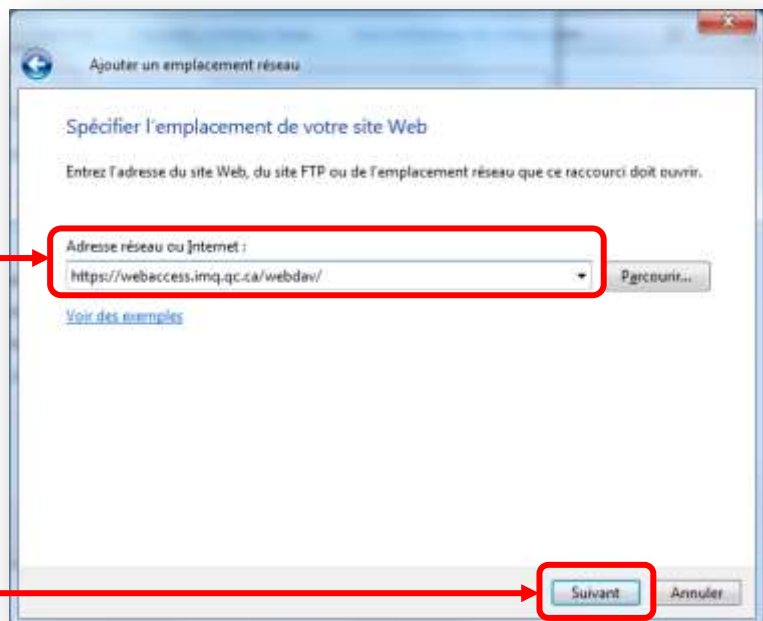 Ajouter un emplacement réseau
Spécifier l'emplacement de votre site Web
Entrez l'adresse du site Web, du site FTP ou de l'emplacement réseau que ce raccourci doit ouvrir.
Adresse réseau ou Internet :
https://webaccess.imq.qc.ca/webdav/
Parcourir...
Voir des exemples
Suivant
Annuler